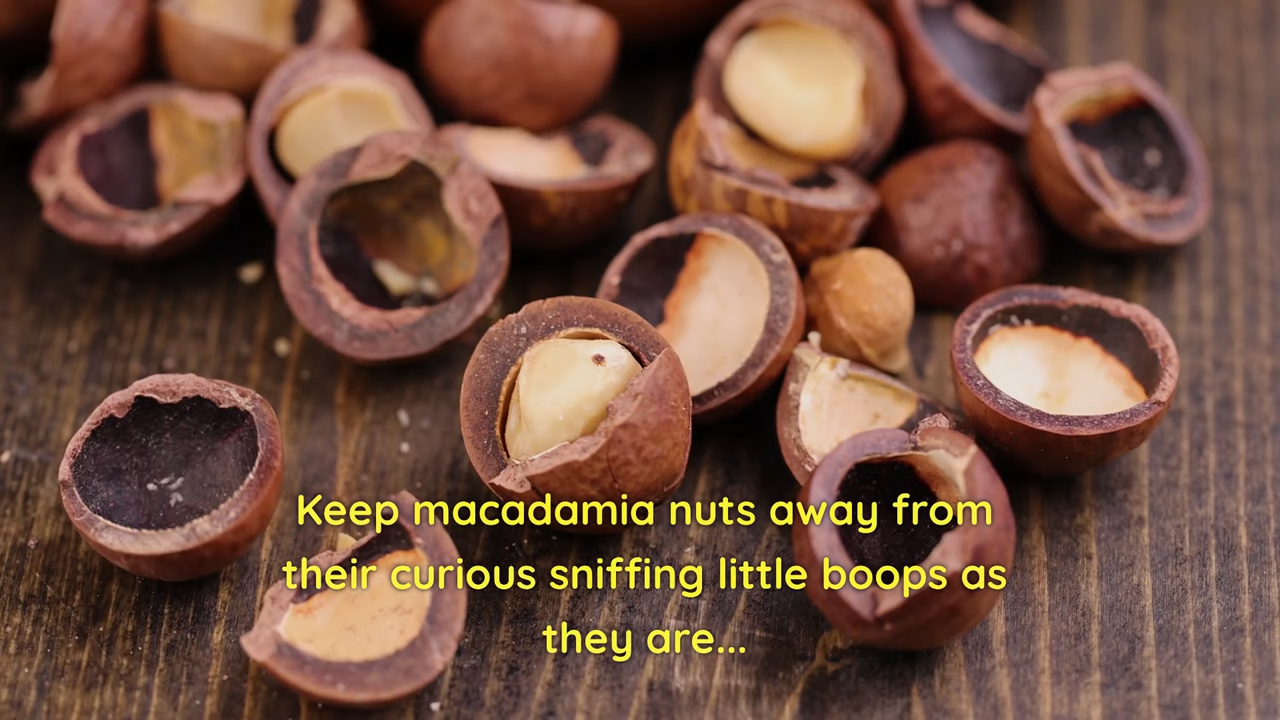 Keep macadamia nuts away from
their curious sniffing little boops as
they are...